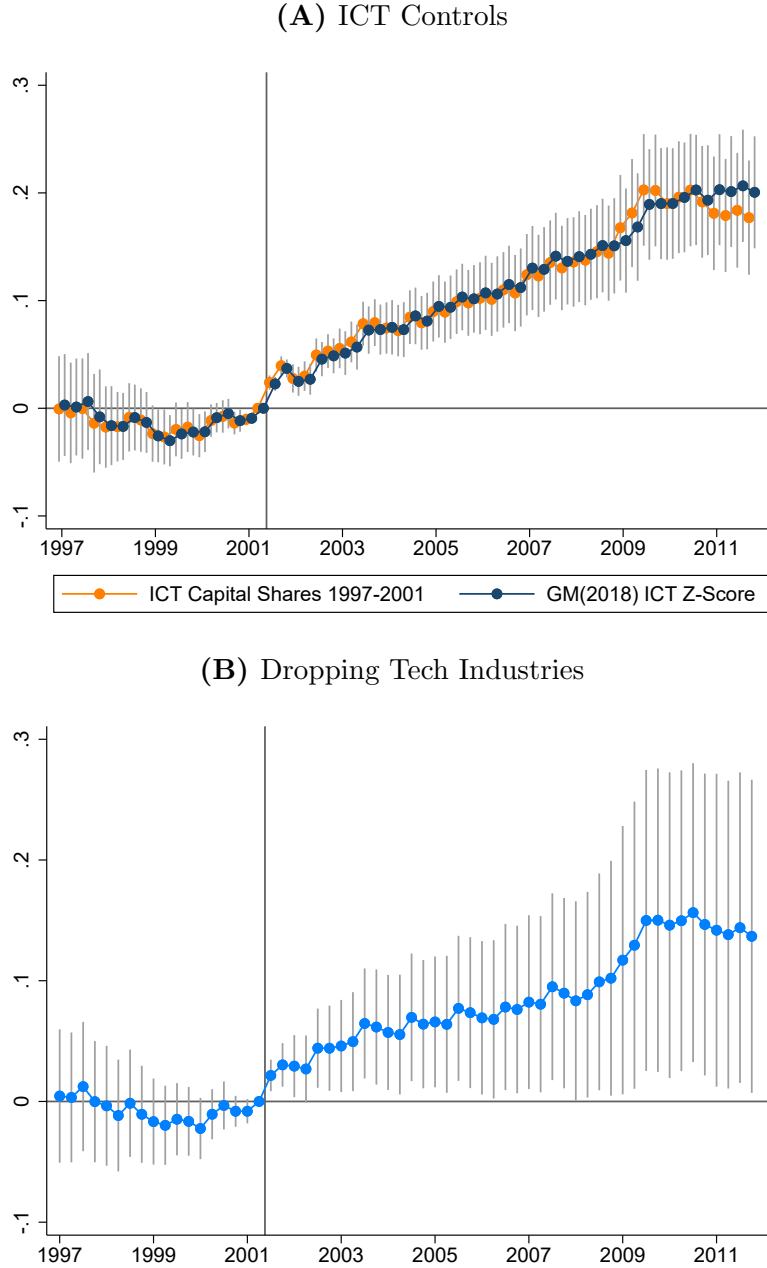 (A) ICT Controls
.3
.2
.1
0
-.1
1997 1999 2001 2003 2005 2007 2009 2011
ICT Capital Shares 1997-2001 GM(2018) ICT Z-Score
(B) Dropping Tech Industries
.3
.2
.1
0
-.1
1997 1999 2001 2003 2005 2007 2009 2011